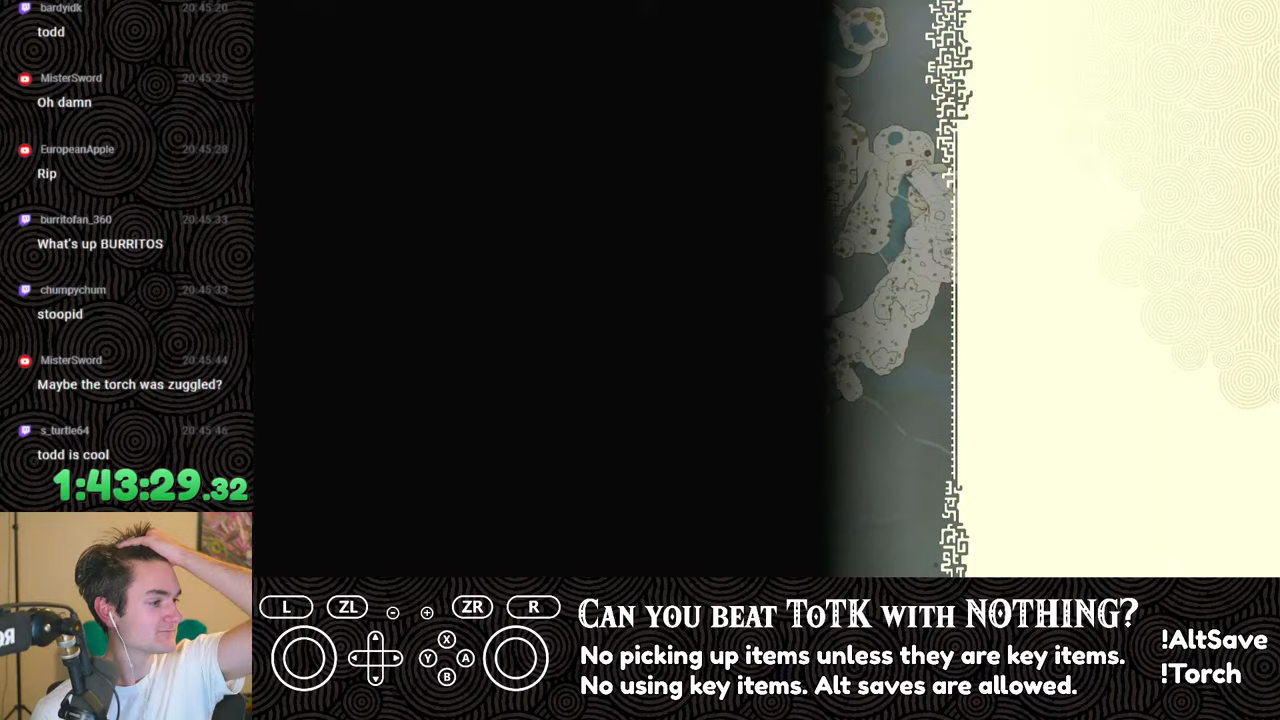 bardyidk 20:45:20
todd
MisterSword 20:45:25
Oh damn
EuropeanApple 20:45:28
Rip
burritofan_360 20:45:33
What's up BURRITOS
chumpychum 20:45:33
stoopid
MisterSword 20:45:44
Maybe the torch was zuggled?
s_turtle64 20:45:46
todd is cool
1:43:29.32
L ZL - + ZR R
X
Y A
B
CAN YOU BEAT TOTK WITH NOTHING?
No picking up items unless they are key items.
No using key items. Alt saves are allowed.
!AltSave
!Torch